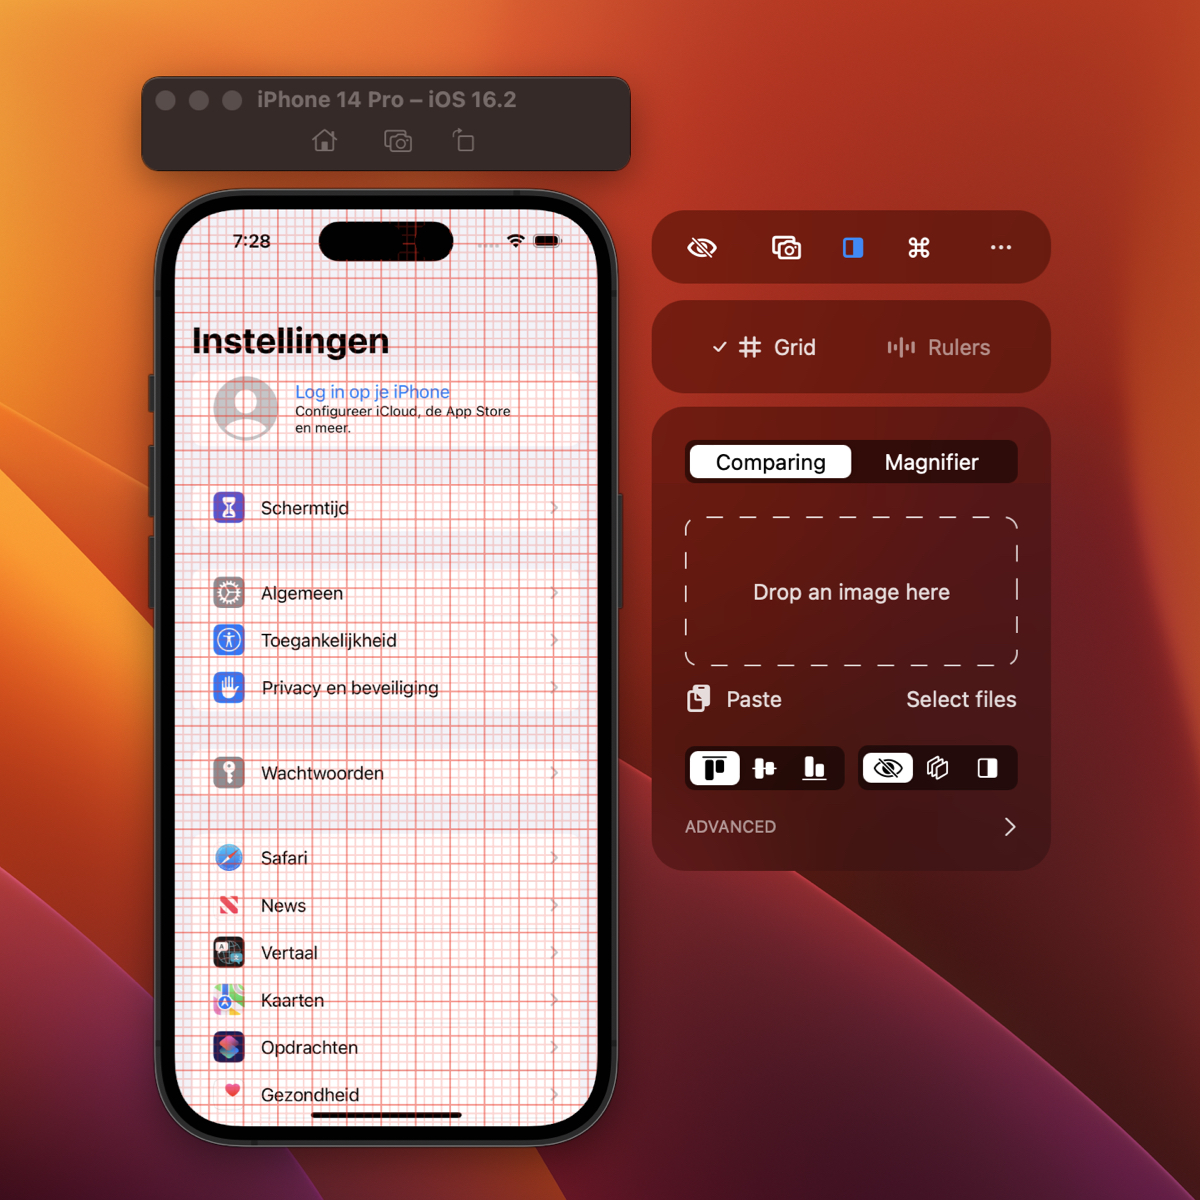 iPhone 14 Pro – iOS 16.2
7:28
Instellingen
Log in op je iPhone
Configureer iCloud, de App Store
en meer.
Schermtijd
Algemeen
Toegankelijkheid
Privacy en beveiliging
Wachtwoorden
Safari
News
Vertaal
Kaarten
Opdrachten
Gezondheid
Grid
Rulers
Comparing
Magnifier
Drop an image here
Paste
Select files
ADVANCED